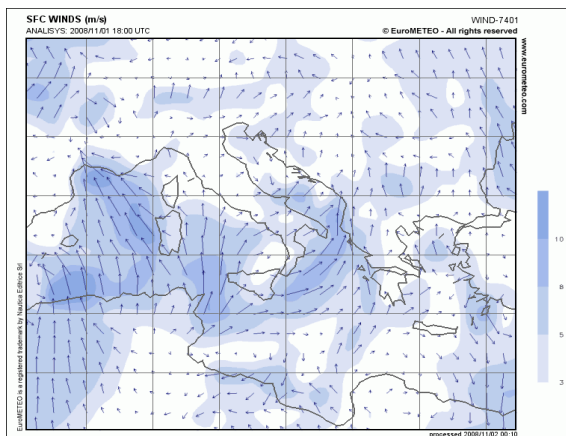 SFC WINDS (m/s)
WIND-7401
ANALISYS: 2008/11/01 18:00 UTC
© EuroMETEO - All rights reserved
www.eurometeo.com
10
8
5
3
EuroMETEO is a registered trademark by Nautica Editrice Srl
processed 2008/11/02 00:10